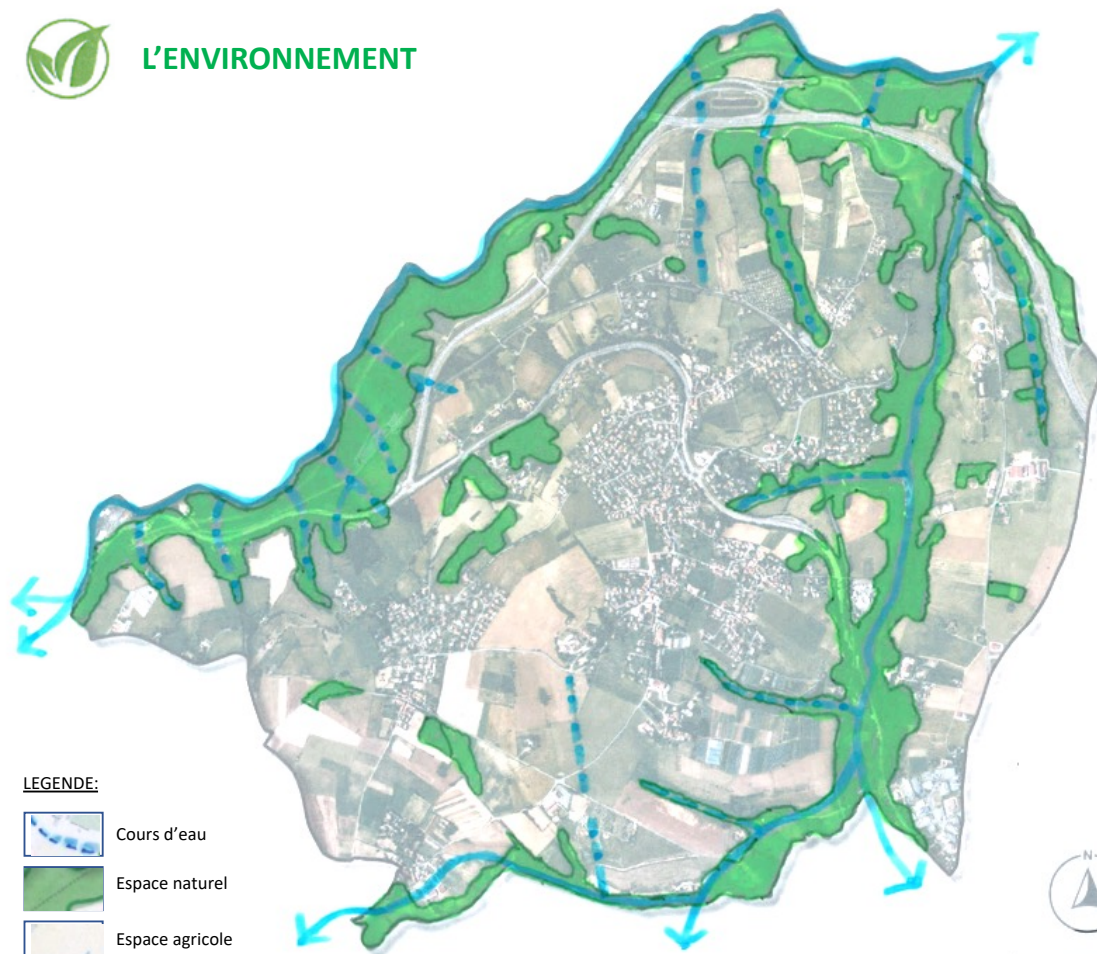 L'ENVIRONNEMENT
LEGENDE:
Cours d'eau
Espace naturel
Espace agricole
N